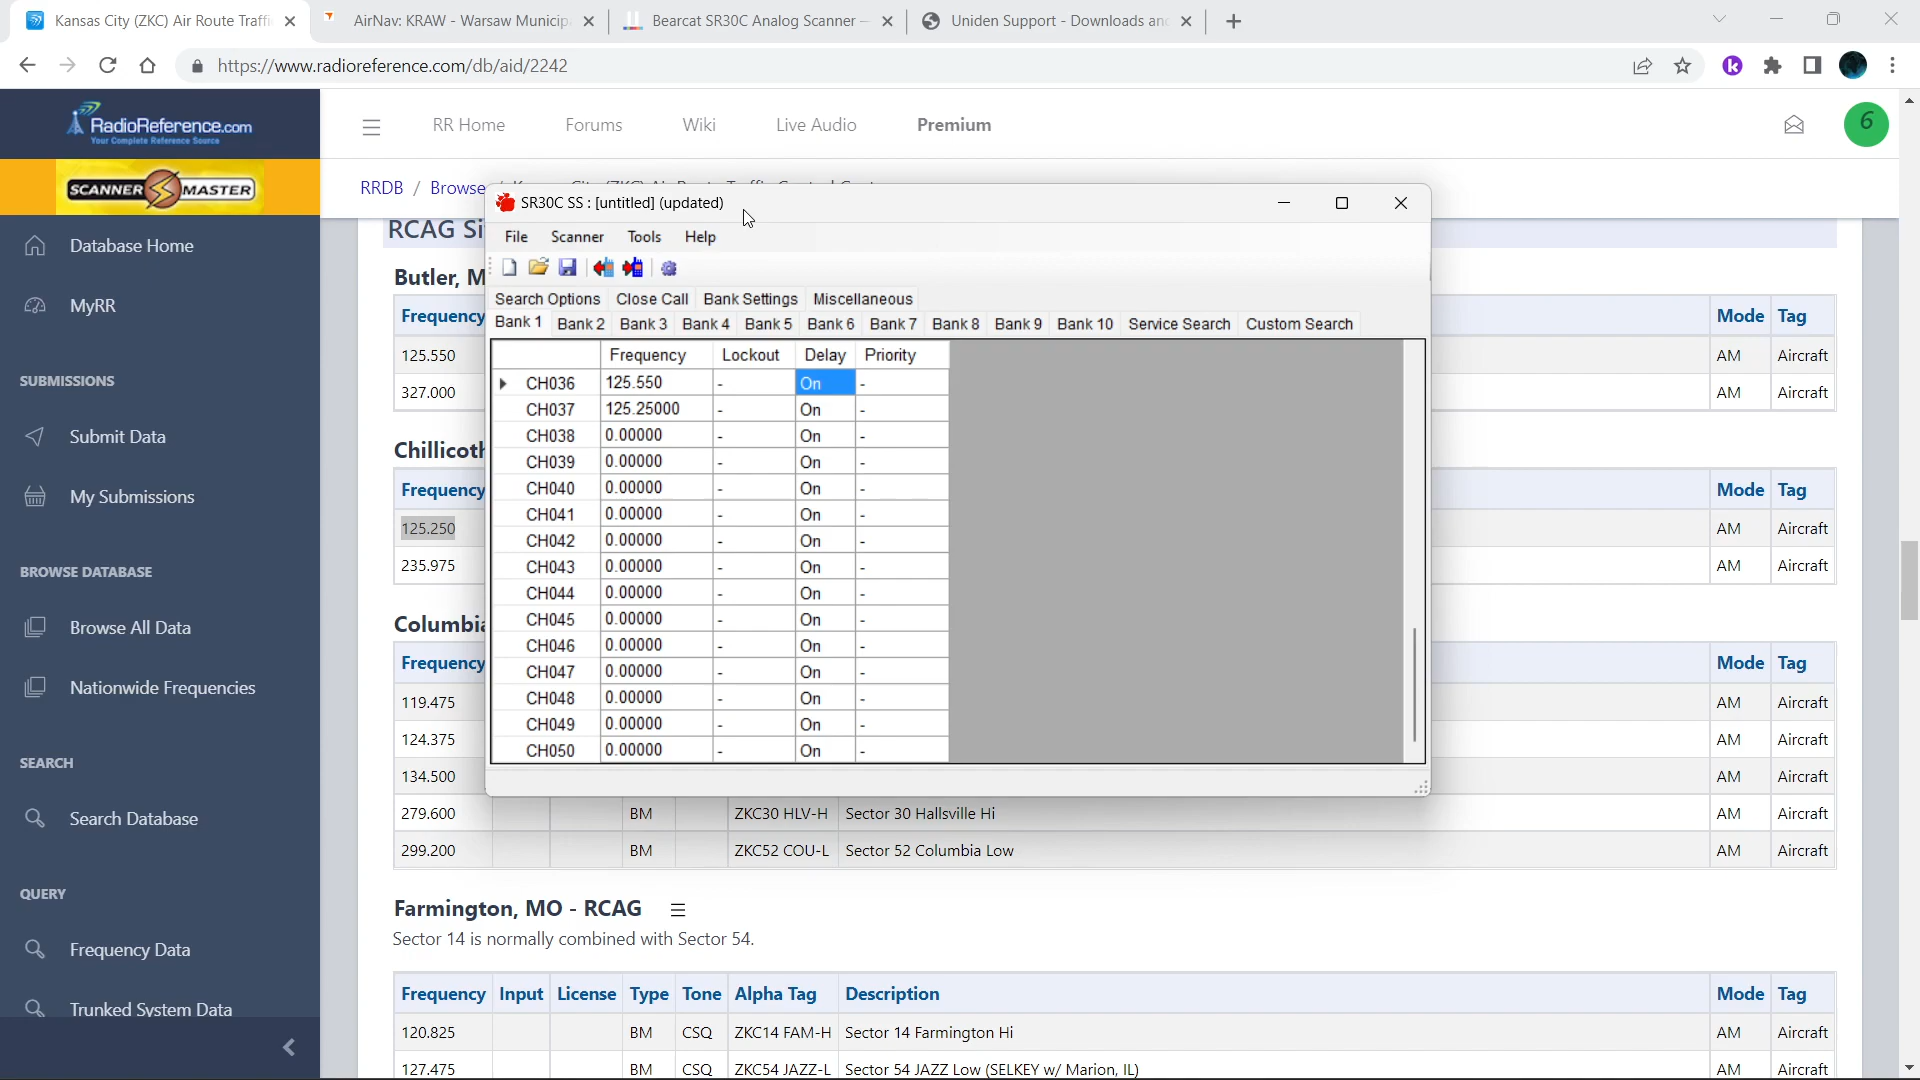 Kansas City (ZKC) Air Route Traffi
AirNav: KRAW - Warsaw Municip
Bearcat SR30C Analog Scanner –
Uniden Support - Downloads an
https://www.radioreference.com/db/aid/2242
RadioReference.com
Your Complete Reference Source
SCANNER MASTER
Database Home
MyRR
SUBMISSIONS
Submit Data
My Submissions
BROWSE DATABASE
Browse All Data
Nationwide Frequencies
SEARCH
Search Database
QUERY
Frequency Data
Trunked System Data
RR Home Forums Wiki Live Audio Premium
6
RRDB / Browse
RCAG Si
Butler, M
Frequency Mode Tag
125.550 AM Aircraft
327.000 AM Aircraft
Chillicoth
Frequency Mode Tag
125.250 AM Aircraft
235.975 AM Aircraft
Columbia
Frequency Mode Tag
119.475 AM Aircraft
124.375 AM Aircraft
134.500 AM Aircraft
279.600 BM ZKC30 HLV-H Sector 30 Hallsville Hi AM Aircraft
299.200 BM ZKC52 COU-L Sector 52 Columbia Low AM Aircraft
Farmington, MO - RCAG
Sector 14 is normally combined with Sector 54.
Frequency Input License Type Tone Alpha Tag Description Mode Tag
120.825 BM CSQ ZKC14 FAM-H Sector 14 Farmington Hi AM Aircraft
127.475 BM CSQ ZKC54 JAZZ-L Sector 54 JAZZ Low (SELKEY w/ Marion, IL) AM Aircraft
SR30C SS : [untitled] (updated)
File Scanner Tools Help
Search Options Close Call Bank Settings Miscellaneous
Bank 1 Bank 2 Bank 3 Bank 4 Bank 5 Bank 6 Bank 7 Bank 8 Bank 9 Bank 10 Service Search Custom Search
Frequency Lockout Delay Priority
CH036 125.550 - On -
CH037 125.25000 - On -
CH038 0.00000 - On -
CH039 0.00000 - On -
CH040 0.00000 - On -
CH041 0.00000 - On -
CH042 0.00000 - On -
CH043 0.00000 - On -
CH044 0.00000 - On -
CH045 0.00000 - On -
CH046 0.00000 - On -
CH047 0.00000 - On -
CH048 0.00000 - On -
CH049 0.00000 - On -
CH050 0.00000 - On -